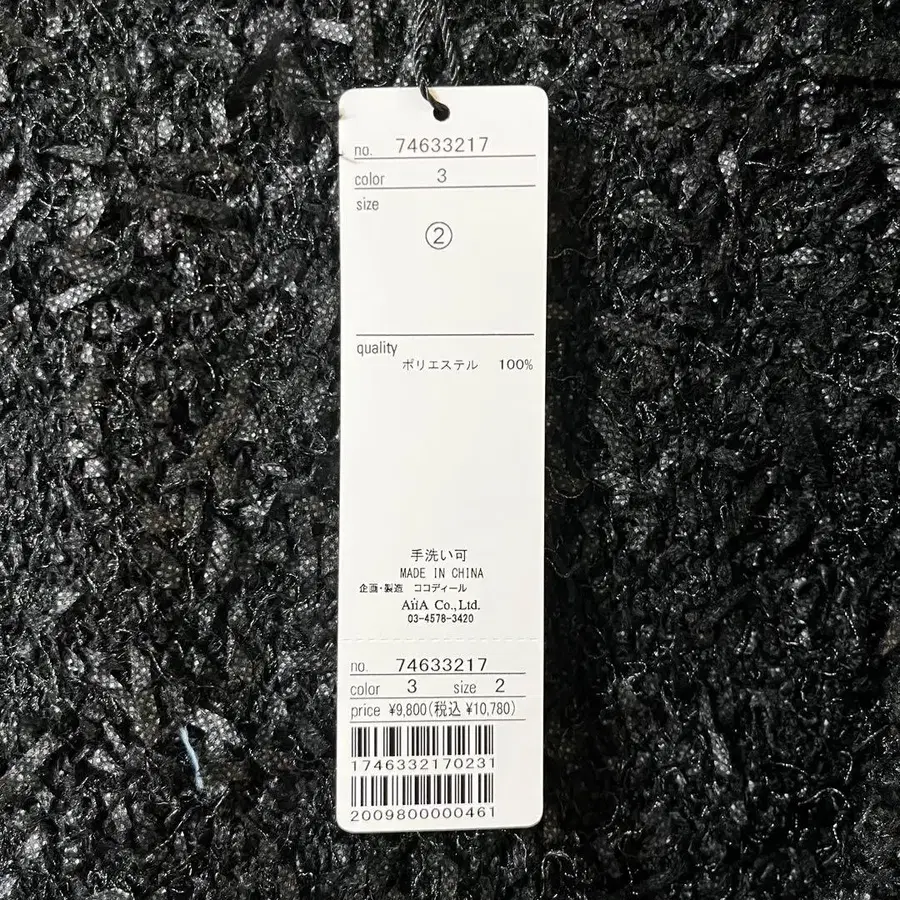 no. 74633217
color 3
size
②
quality
ポリエステル 100%
手洗い可
MADE IN CHINA
企画・製造 ココディール
AiiA Co.,Ltd.
03-4578-3420
no. 74633217
color 3 size 2
price ¥9,800(税込 ¥10,780)
1746332170231
2009800000461